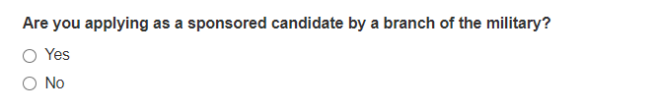 Are you applying as a sponsored candidate by a branch of the military?
Yes
No